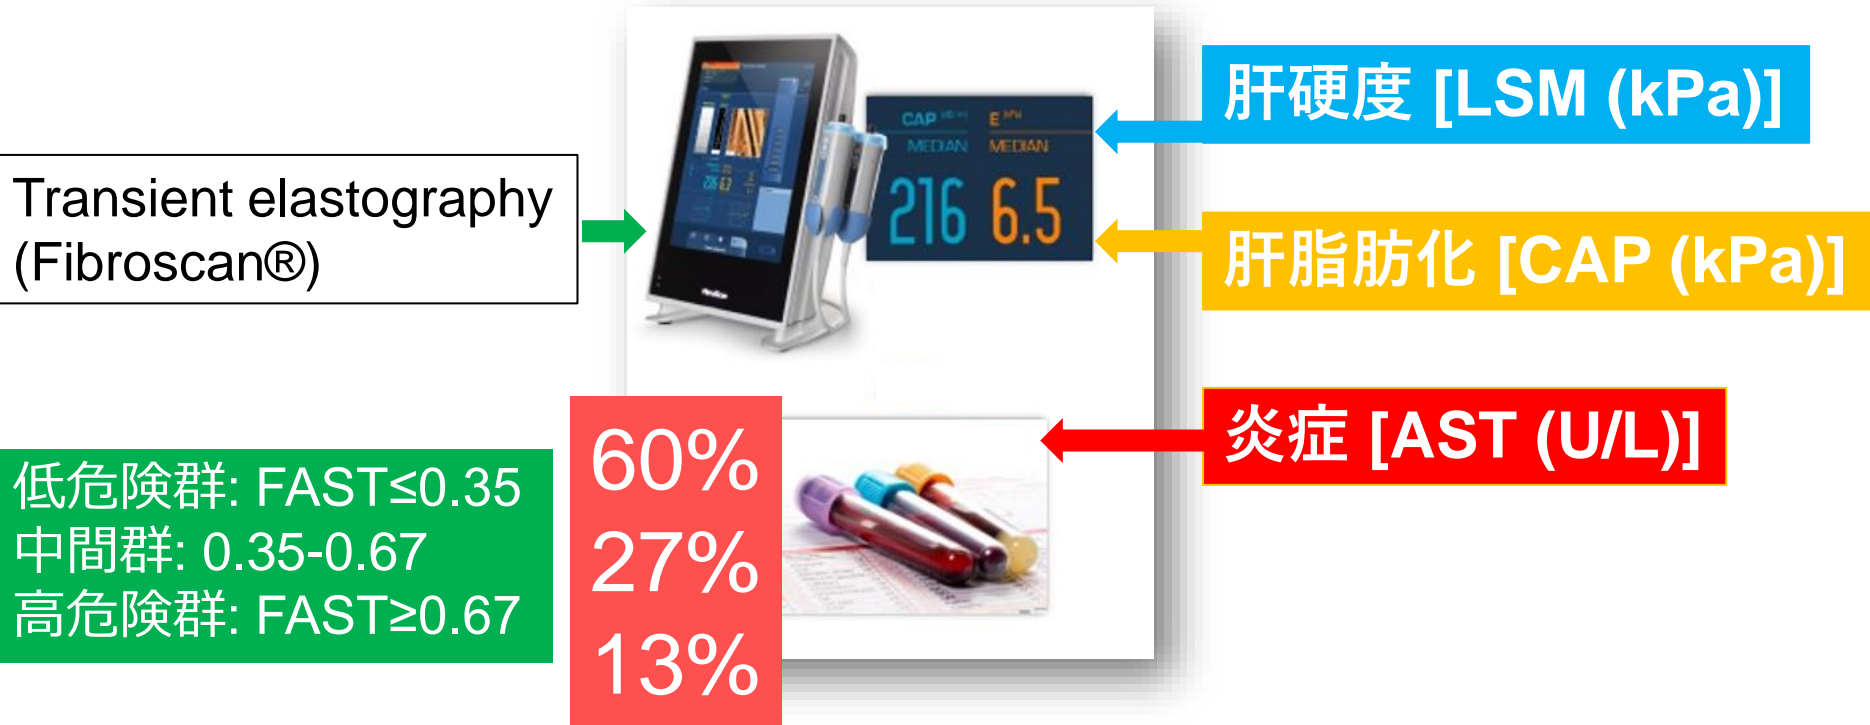 Transient elastography
(Fibroscan®)
CAP (dB/m) E (kPa)
MEDIAN MEDIAN
216 6.5
肝硬度 [LSM (kPa)]
肝脂肪化 [CAP (kPa)]
炎症 [AST (U/L)]
低危険群: FAST≤0.35
中間群: 0.35-0.67
高危険群: FAST≥0.67
60%
27%
13%